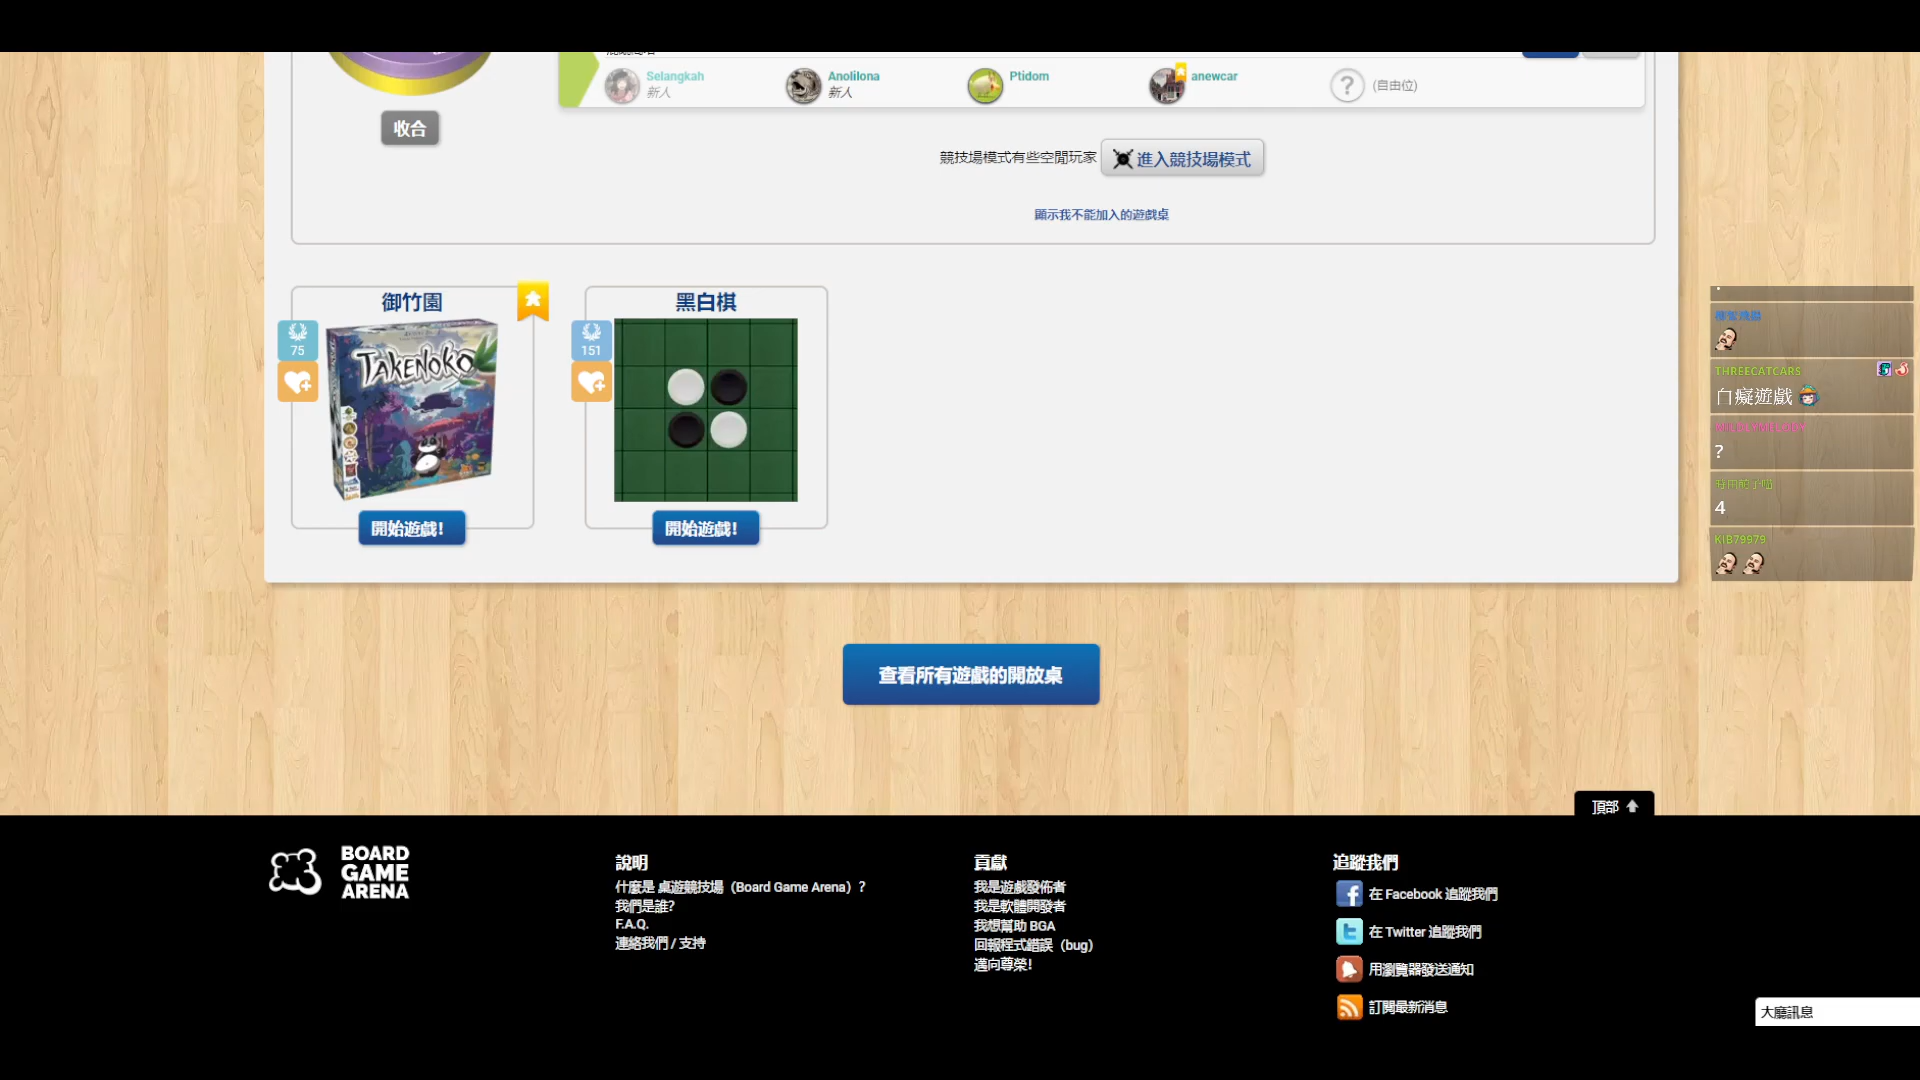 Selangkah
新人
Anolilona
新人
Ptidom
anewcar
?
(自由位)
收合
競技場模式有些空閒玩家
進入競技場模式
顯示我不能加入的遊戲桌
御竹園
75
TAKENOKO
開始遊戲!
黑白棋
151
開始遊戲!
THREECATCARS
白癡遊戲
?
4
KIB79979
查看所有遊戲的開放桌
頂部
BOARD
GAME
ARENA
說明
什麼是 桌遊競技場（Board Game Arena）?
我們是誰?
F.A.Q.
連絡我們 / 支持
貢獻
我是遊戲發佈者
我是軟體開發者
我想幫助 BGA
回報程式錯誤（bug）
邁向尊榮!
追蹤我們
在 Facebook 追蹤我們
在 Twitter 追蹤我們
用瀏覽器發送通知
訂閱最新消息
大廳訊息